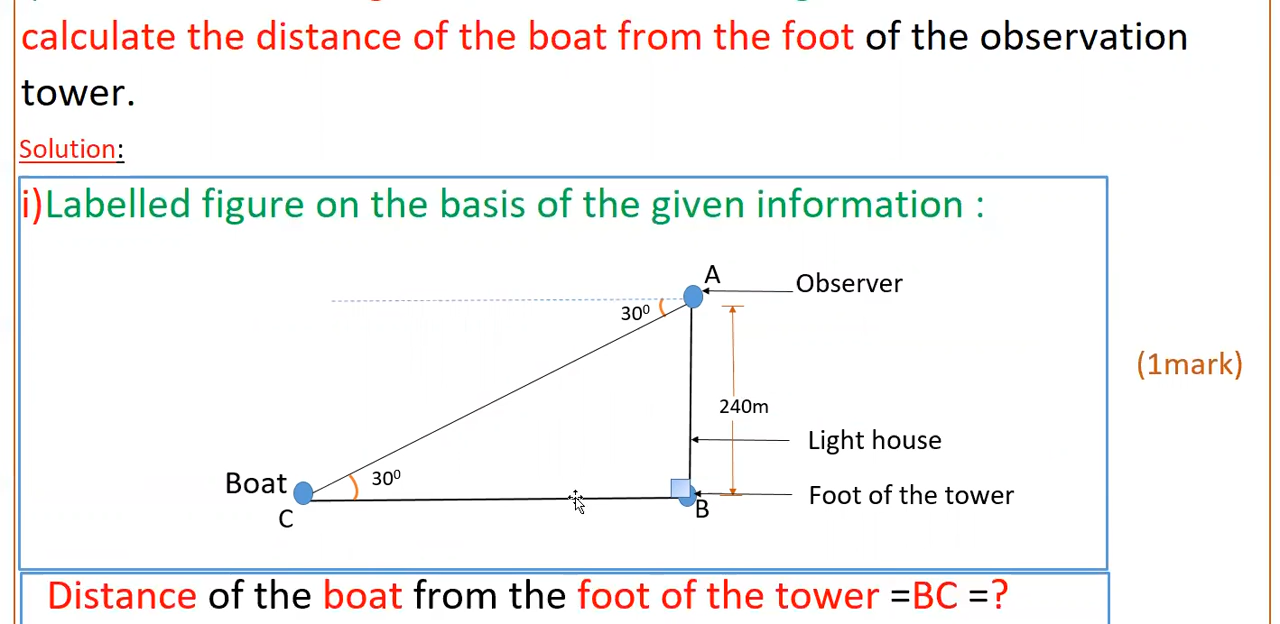 calculate the distance of the boat from the foot of the observation
tower.
Solution:
i)Labelled figure on the basis of the given information :
A
Observer
30⁰
(1mark)
240m
Light house
Boat
30⁰
Foot of the tower
B
C
Distance of the boat from the foot of the tower =BC =?